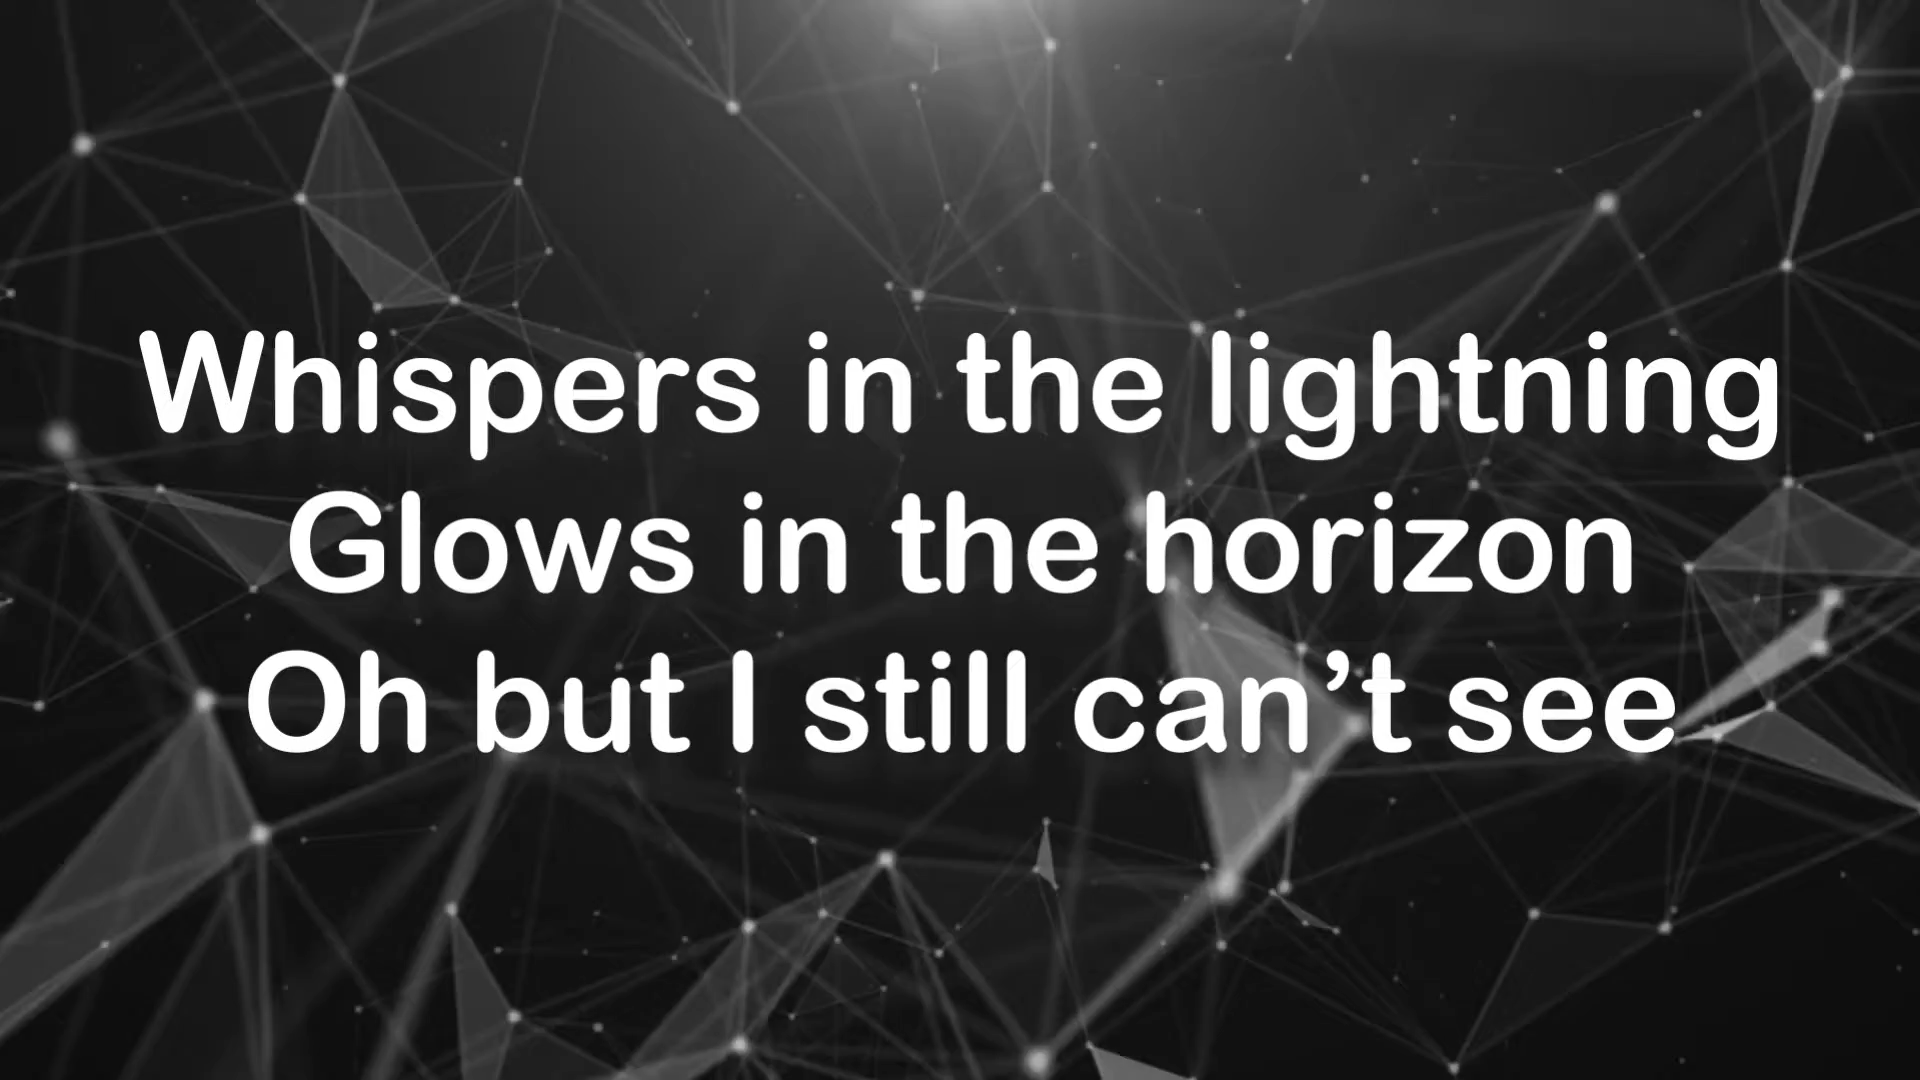 Whispers in the lightning
Glows in the horizon
Oh but I still can’t see